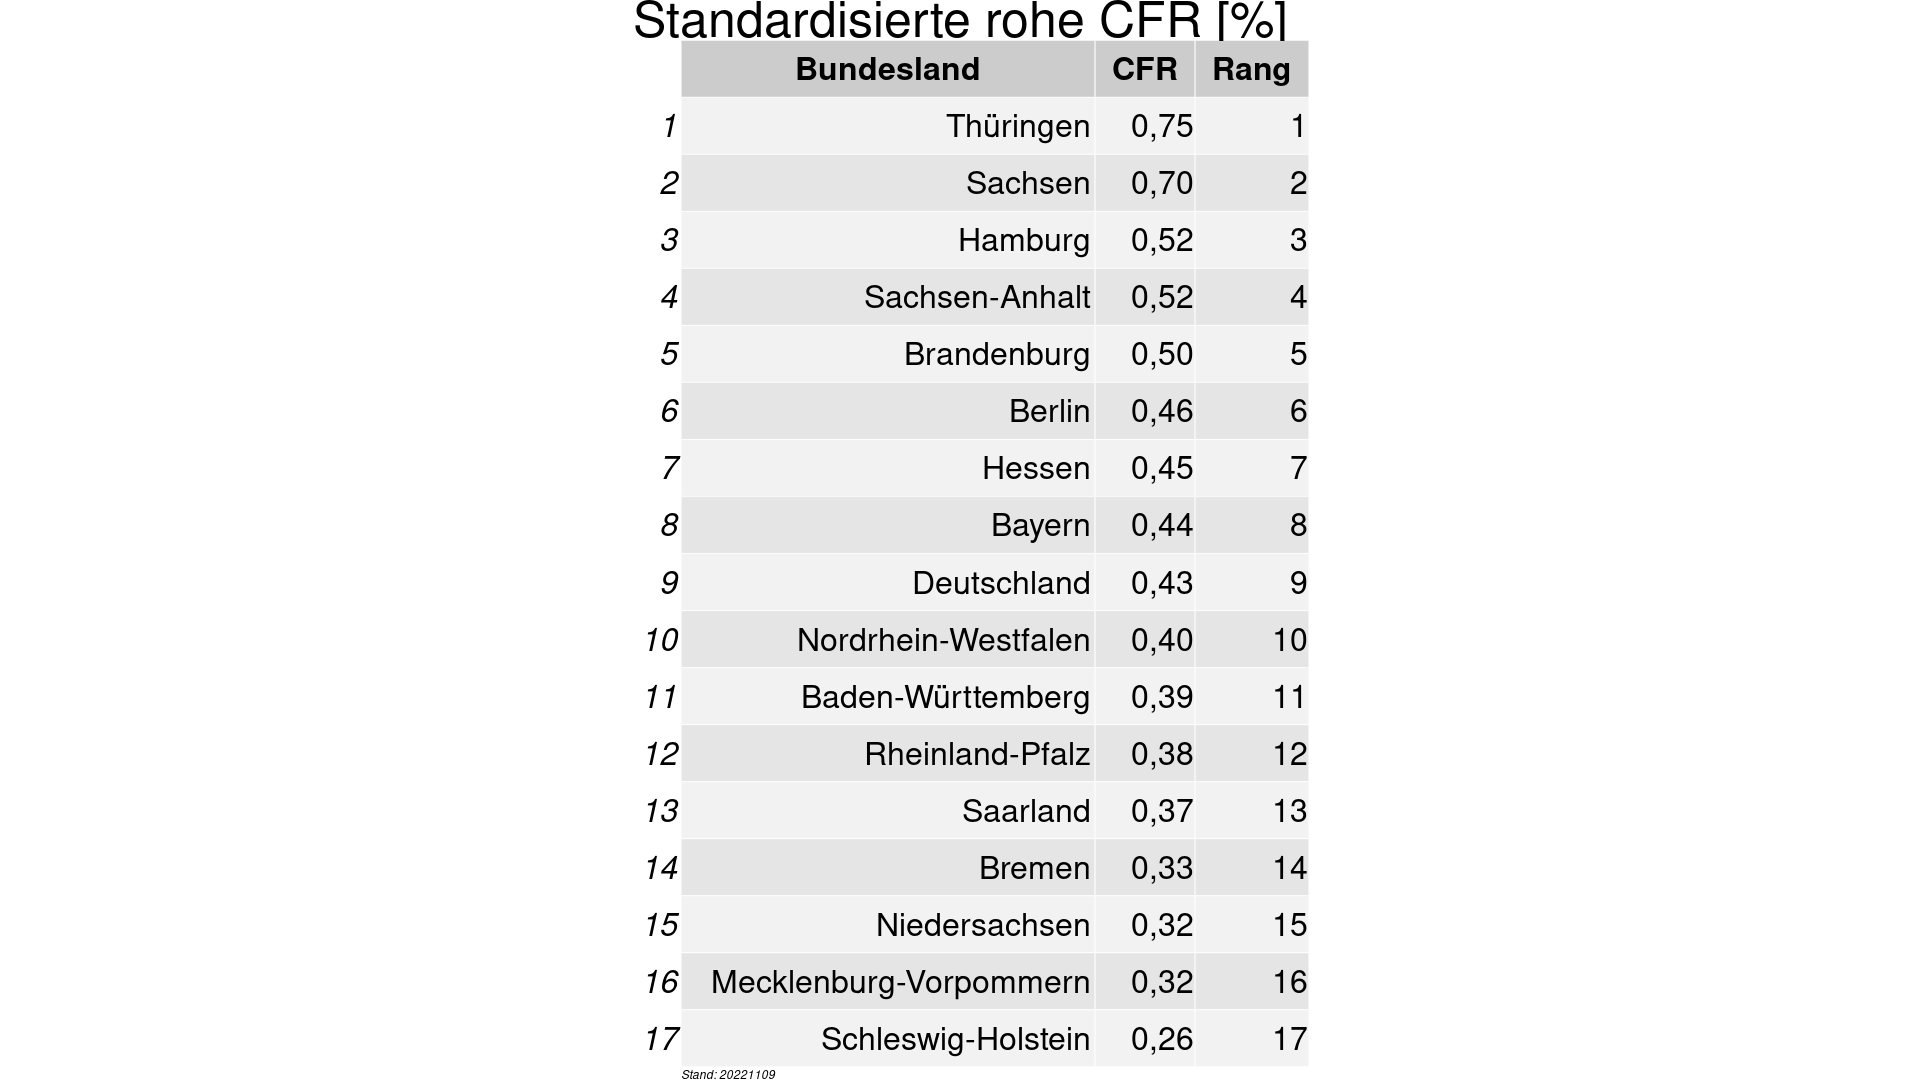 Standardisierte rohe CFR [%]
Bundesland CFR Rang
1 Thüringen 0,75 1
2 Sachsen 0,70 2
3 Hamburg 0,52 3
4 Sachsen-Anhalt 0,52 4
5 Brandenburg 0,50 5
6 Berlin 0,46 6
7 Hessen 0,45 7
8 Bayern 0,44 8
9 Deutschland 0,43 9
10 Nordrhein-Westfalen 0,40 10
11 Baden-Württemberg 0,39 11
12 Rheinland-Pfalz 0,38 12
13 Saarland 0,37 13
14 Bremen 0,33 14
15 Niedersachsen 0,32 15
16 Mecklenburg-Vorpommern 0,32 16
17 Schleswig-Holstein 0,26 17
Stand: 20221109